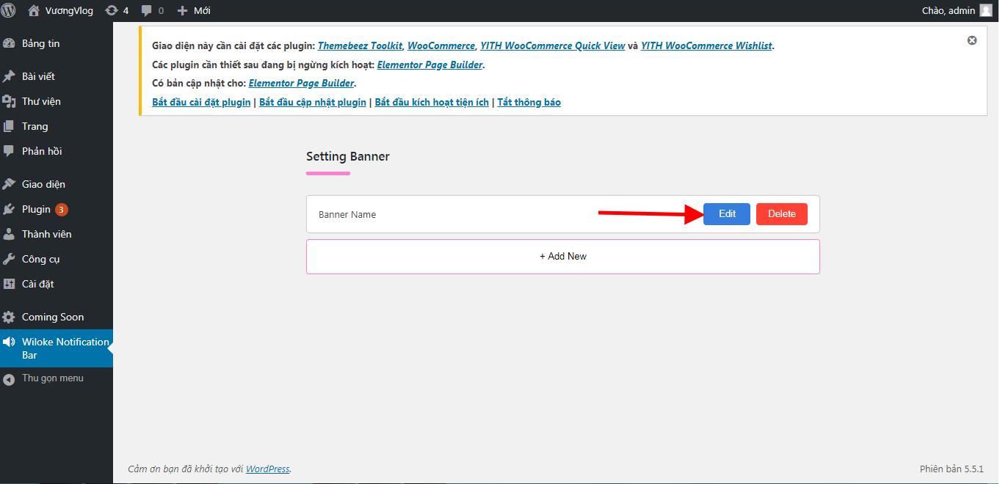 VươngVlog 4 0 Mới Chào, admin
Bảng tin
Bài viết
Thư viện
Trang
Phản hồi
Giao diện
Plugin 3
Thành viên
Công cụ
Cài đặt
Coming Soon
Wiloke Notification
Bar
Thu gọn menu
Giao diện này cần cài đặt các plugin: Themebeez Toolkit, WooCommerce, YITH WooCommerce Quick View và YITH WooCommerce Wishlist.
Các plugin cần thiết sau đang bị ngừng kích hoạt: Elementor Page Builder.
Có bản cập nhật cho: Elementor Page Builder.
Bắt đầu cài đặt plugin | Bắt đầu cập nhật plugin | Bắt đầu kích hoạt tiện ích | Tắt thông báo
Setting Banner
Banner Name Edit Delete
+ Add New
Cảm ơn bạn đã khởi tạo với WordPress. Phiên bản 5.5.1